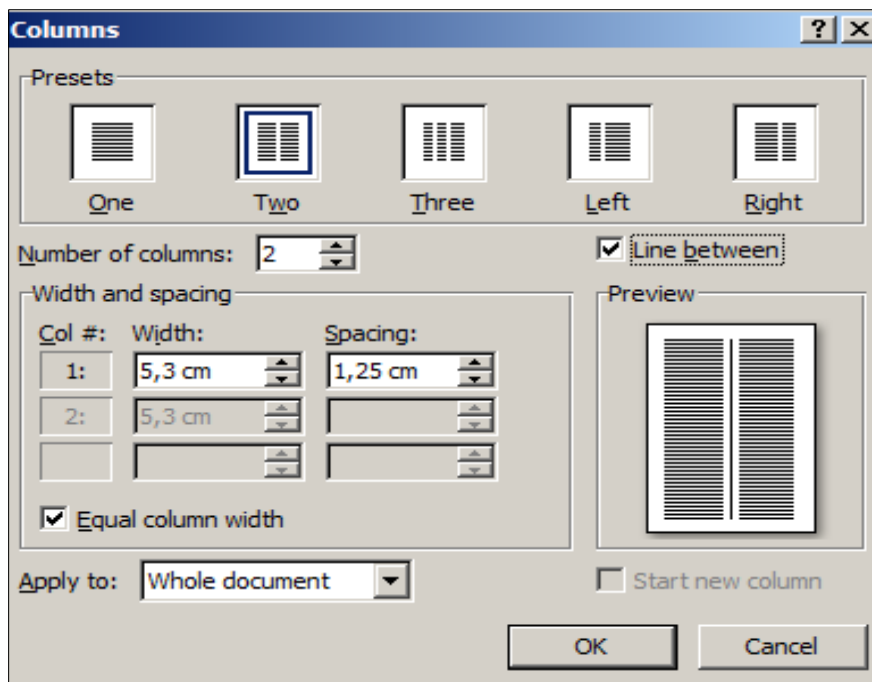 Columns
Presets
One Two Three Left Right
Number of columns: 2 Line between
Width and spacing Preview
Col #: Width: Spacing:
1: 5,3 cm 1,25 cm
2: 5,3 cm
Equal column width
Apply to: Whole document Start new column
OK Cancel